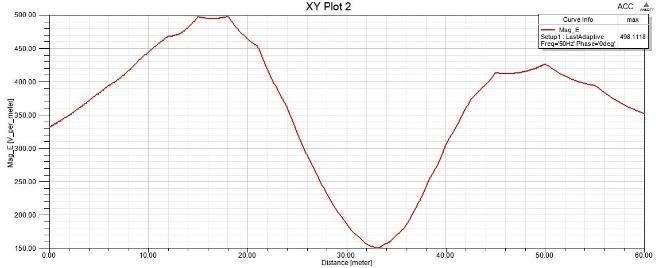 XY Plot 2
ACC
ANSOFT
Curve Info
max
Mag_E
Setup1 : LastAdaptive
498.1118
Freq='50Hz' Phase='0deg'
Mag_E [V_per_meter]
500.00
450.00
400.00
350.00
300.00
250.00
200.00
150.00
0.00
10.00
20.00
30.00
40.00
50.00
60.00
Distance [meter]